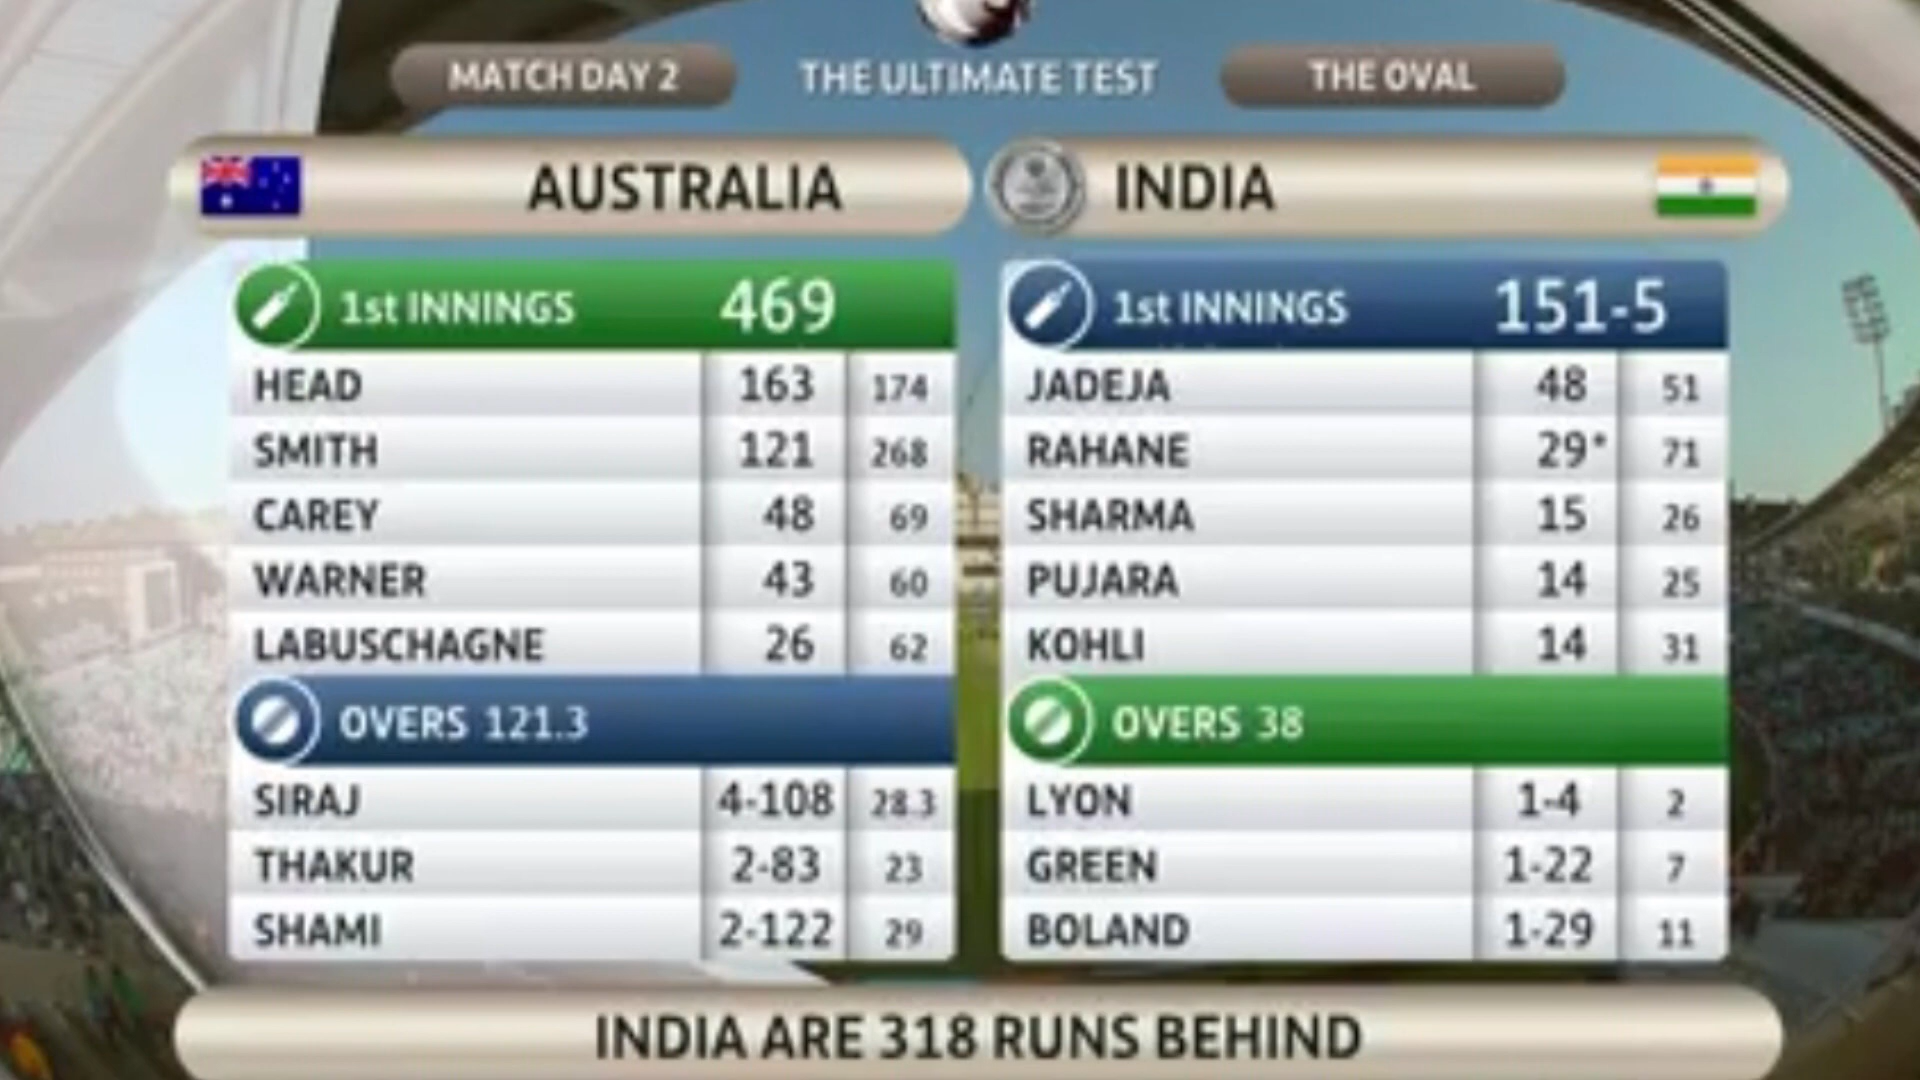 MATCH DAY 2 THE ULTIMATE TEST THE OVAL
AUSTRALIA
INDIA
1st INNINGS 469
HEAD 163 174
SMITH 121 268
CAREY 48 69
WARNER 43 60
LABUSCHAGNE 26 62
OVERS 121.3
SIRAJ 4-108 28.3
THAKUR 2-83 23
SHAMI 2-122 29
1st INNINGS 151-5
JADEJA 48 51
RAHANE 29* 71
SHARMA 15 26
PUJARA 14 25
KOHLI 14 31
OVERS 38
LYON 1-4 2
GREEN 1-22 7
BOLAND 1-29 11
INDIA ARE 318 RUNS BEHIND